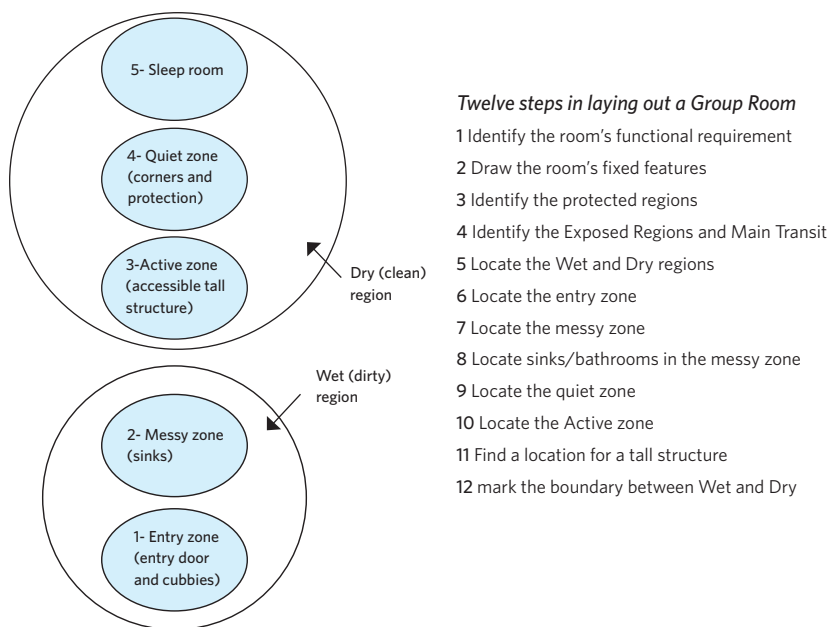 5- Sleep room
4- Quiet zone
(corners and
protection)
3-Active zone
(accessible tall
structure)
Dry (clean)
region
Wet (dirty)
region
2- Messy zone
(sinks)
1- Entry zone
(entry door
and cubbies)
Twelve steps in laying out a Group Room
1 Identify the room's functional requirement
2 Draw the room's fixed features
3 Identify the protected regions
4 Identify the Exposed Regions and Main Transit
5 Locate the Wet and Dry regions
6 Locate the entry zone
7 Locate the messy zone
8 Locate sinks/bathrooms in the messy zone
9 Locate the quiet zone
10 Locate the Active zone
11 Find a location for a tall structure
12 mark the boundary between Wet and Dry